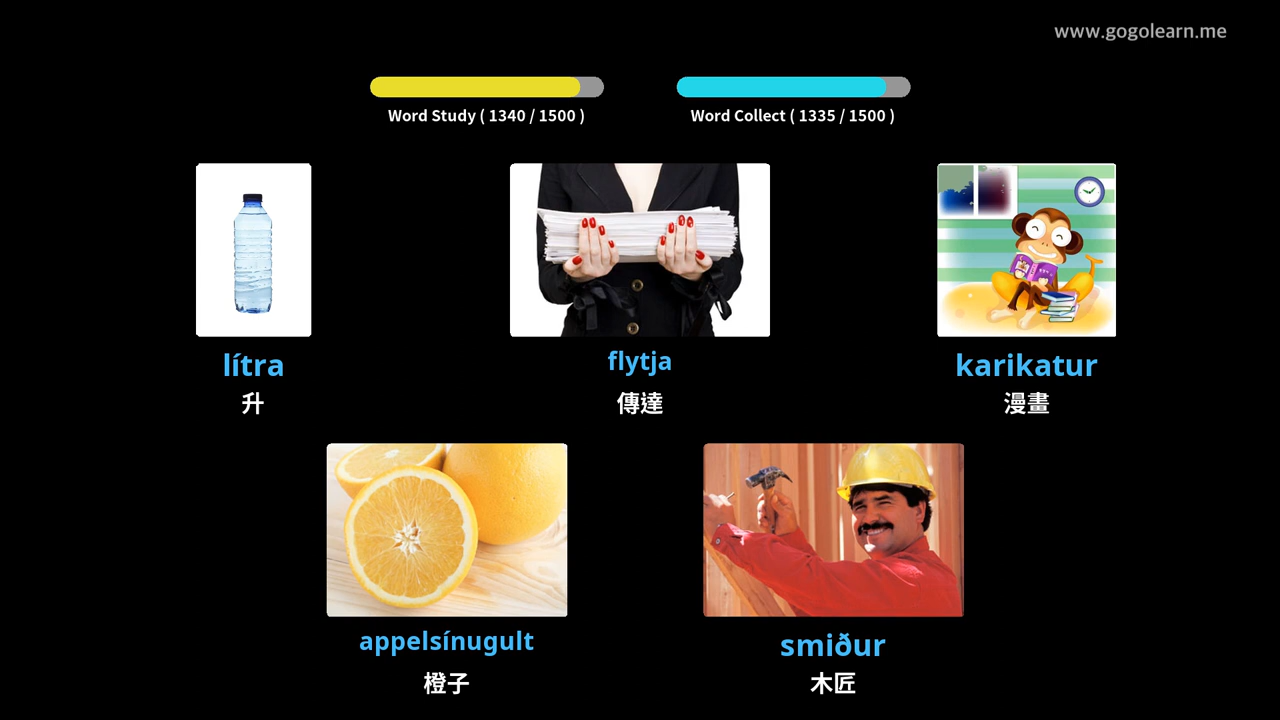 www.gogolearn.me
Word Study ( 1340 / 1500 )
Word Collect ( 1335 / 1500 )
lítra
升
flytja
傳達
karikatur
漫畫
appelsínugult
橙子
smiður
木匠